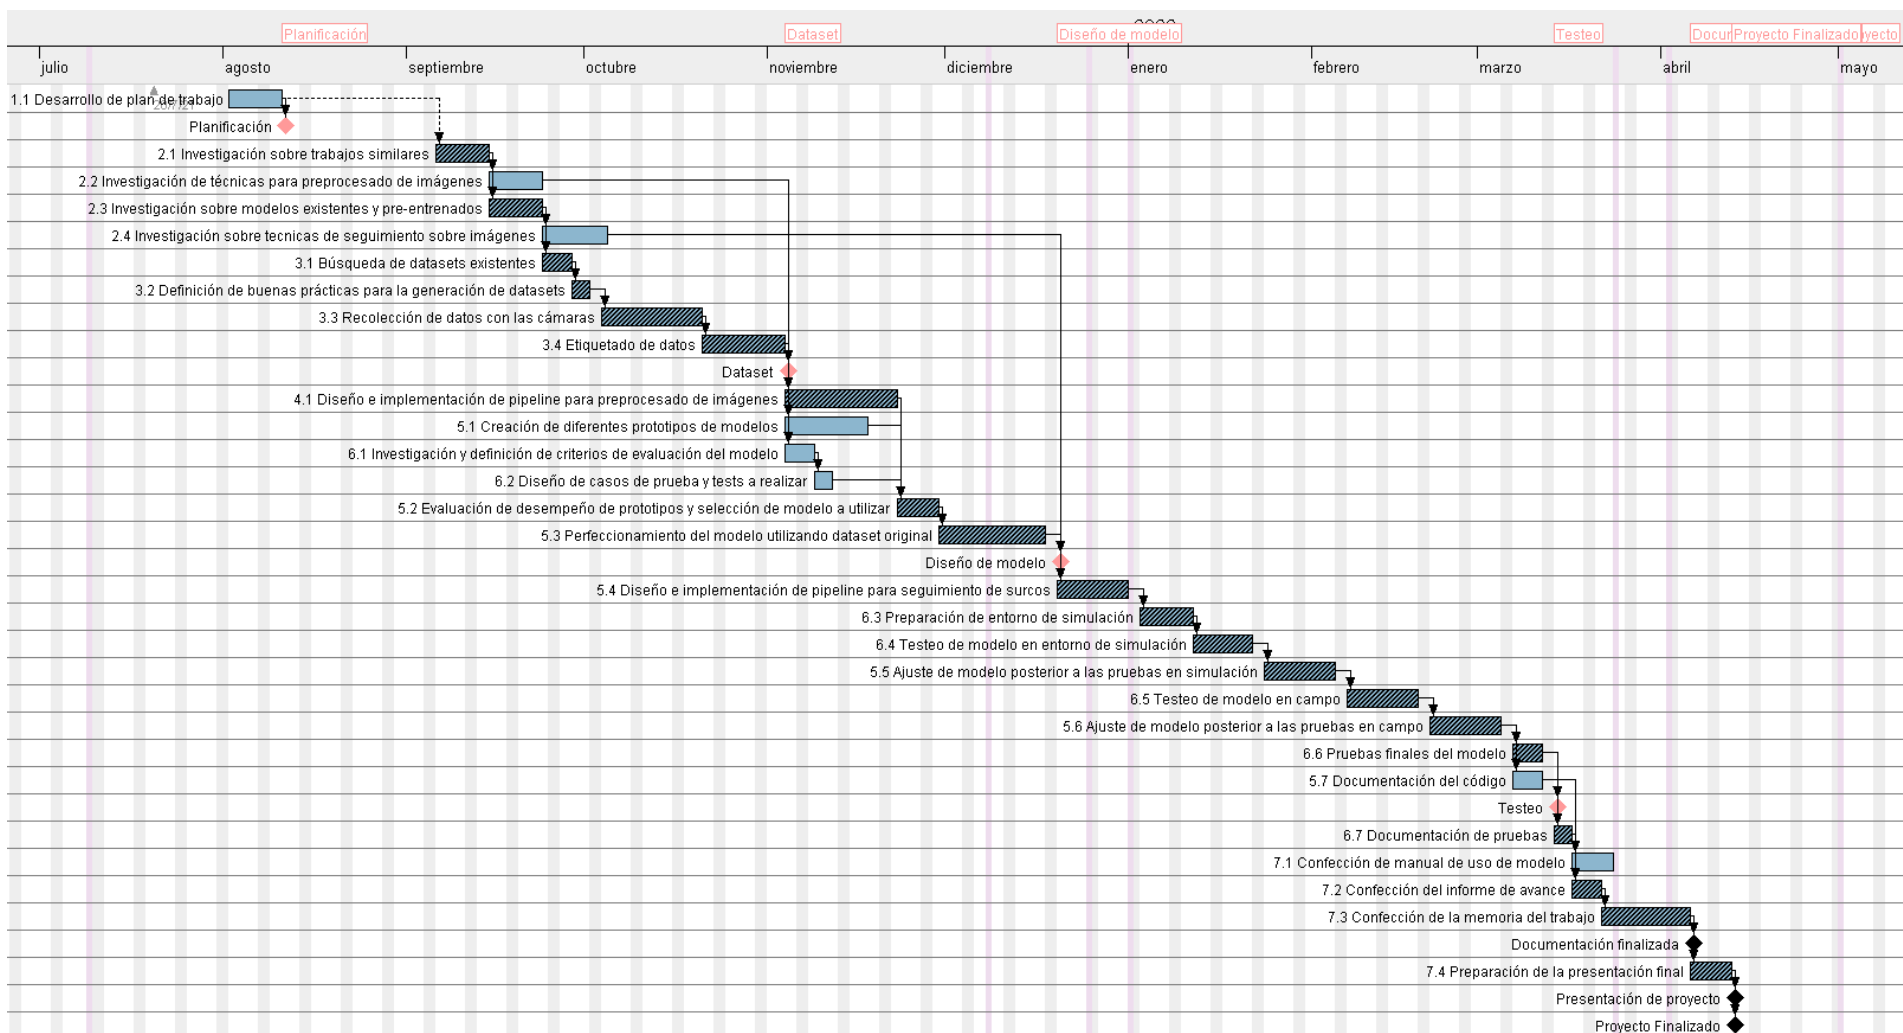 2022
Planificación
Dataset
Diseño de modelo
Testeo
Docur
Proyecto Finalizado
yecto
julio
agosto
septiembre
octubre
noviembre
diciembre
enero
febrero
marzo
abril
mayo
1.1 Desarrollo de plan de trabajo
Planificación
2.1 Investigación sobre trabajos similares
2.2 Investigación de técnicas para preprocesado de imágenes
2.3 Investigación sobre modelos existentes y pre-entrenados
2.4 Investigación sobre tecnicas de seguimiento sobre imágenes
3.1 Búsqueda de datasets existentes
3.2 Definición de buenas prácticas para la generación de datasets
3.3 Recolección de datos con las cámaras
3.4 Etiquetado de datos
Dataset
4.1 Diseño e implementación de pipeline para preprocesado de imágenes
5.1 Creación de diferentes prototipos de modelos
6.1 Investigación y definición de criterios de evaluación del modelo
6.2 Diseño de casos de prueba y tests a realizar
5.2 Evaluación de desempeño de prototipos y selección de modelo a utilizar
5.3 Perfeccionamiento del modelo utilizando dataset original
Diseño de modelo
5.4 Diseño e implementación de pipeline para seguimiento de surcos
6.3 Preparación de entorno de simulación
6.4 Testeo de modelo en entorno de simulación
5.5 Ajuste de modelo posterior a las pruebas en simulación
6.5 Testeo de modelo en campo
5.6 Ajuste de modelo posterior a las pruebas en campo
6.6 Pruebas finales del modelo
5.7 Documentación del código
Testeo
6.7 Documentación de pruebas
7.1 Confección de manual de uso de modelo
7.2 Confección del informe de avance
7.3 Confección de la memoria del trabajo
Documentación finalizada
7.4 Preparación de la presentación final
Presentación de proyecto
Proyecto Finalizado